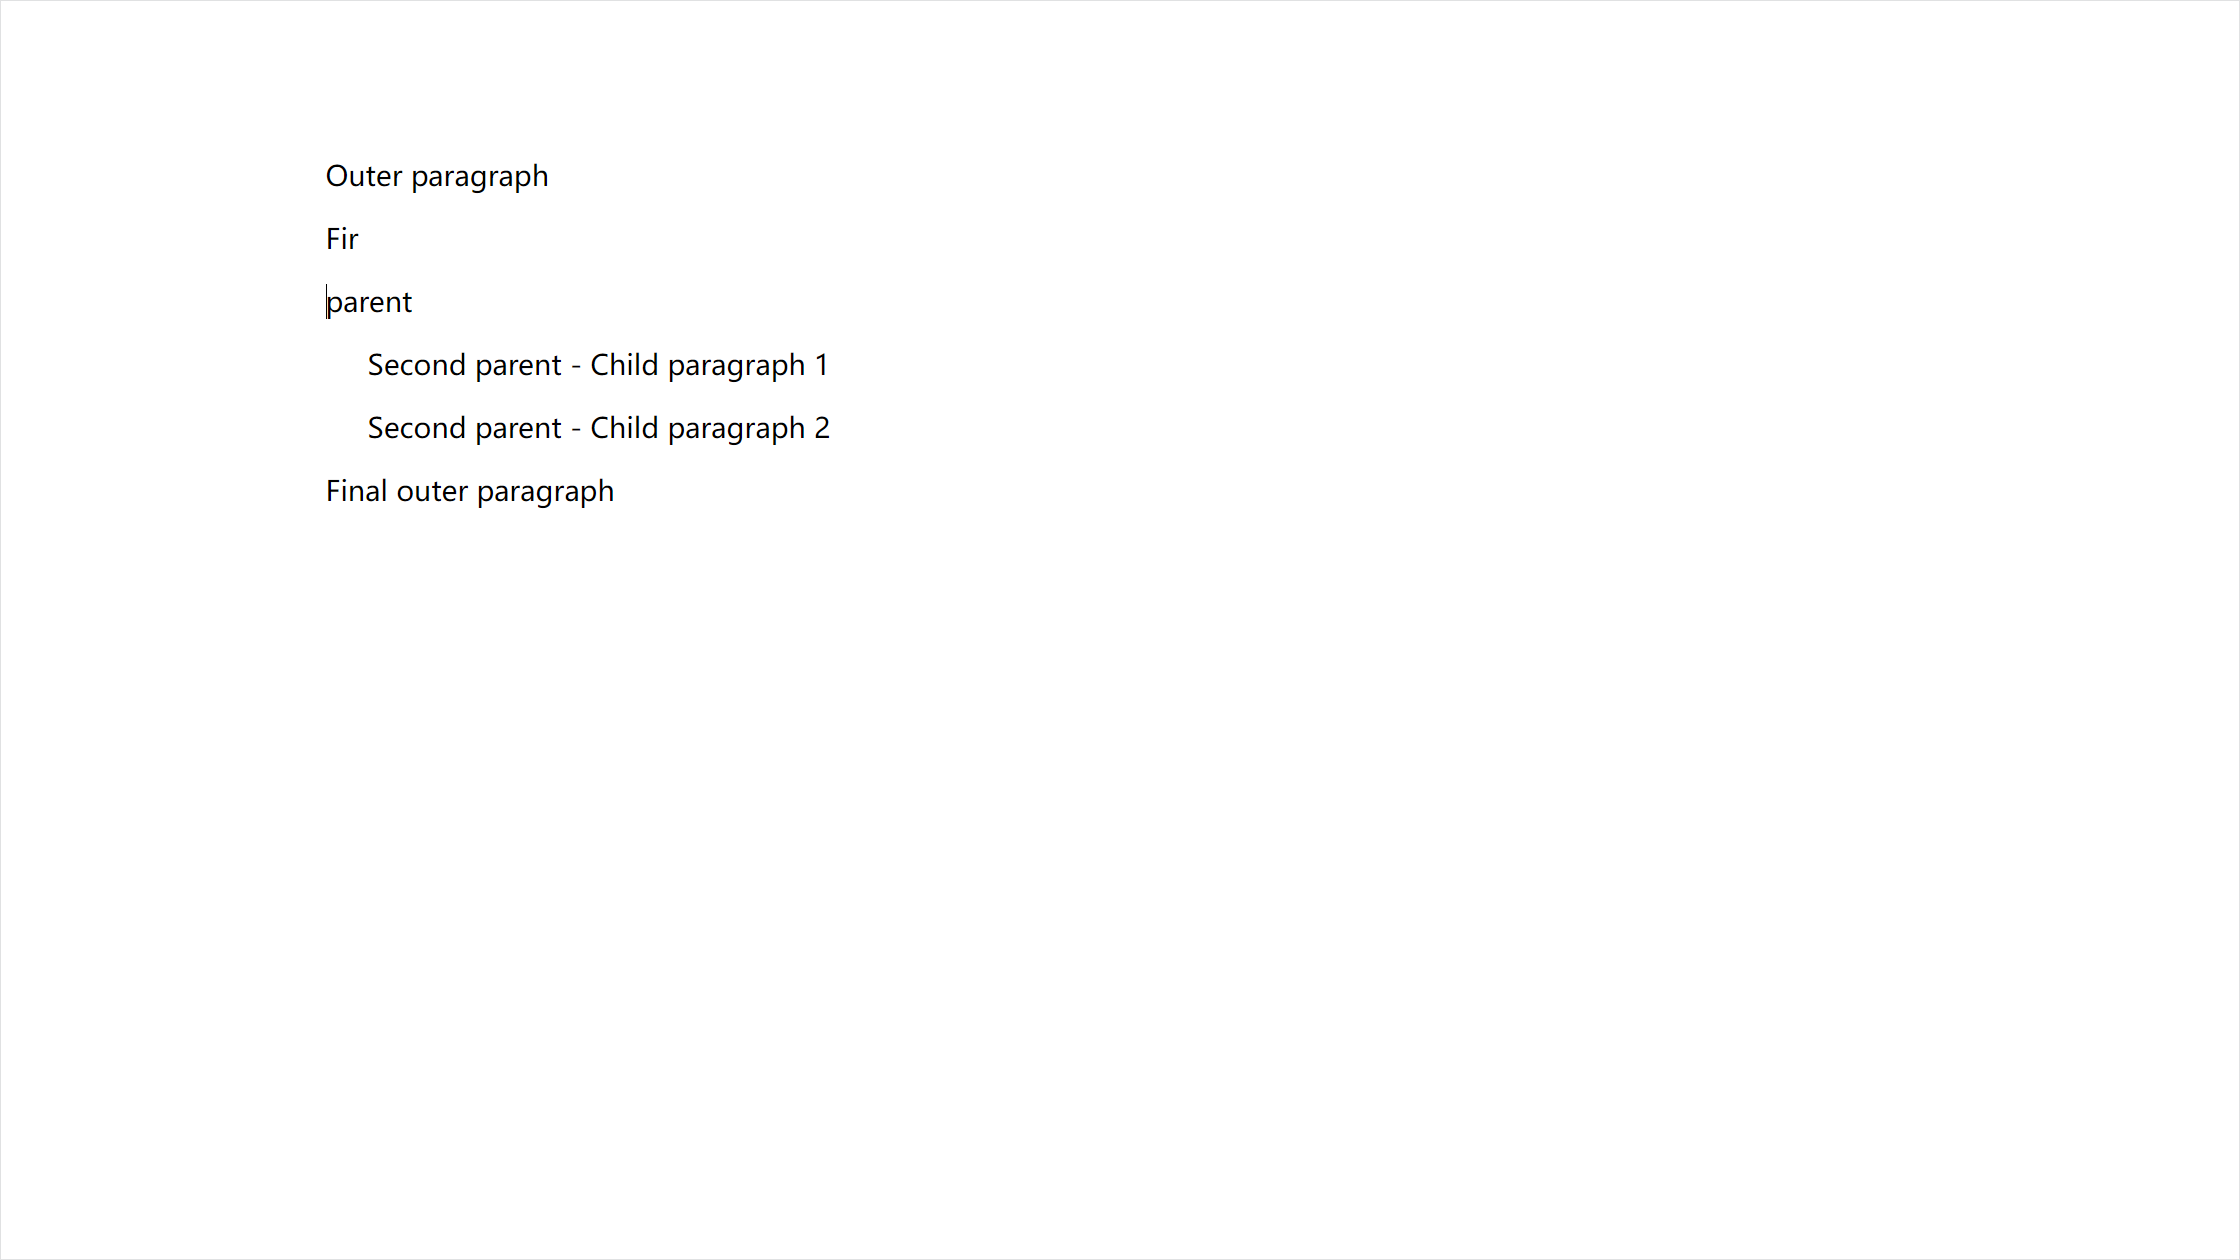 Outer paragraph
Fir
parent
Second parent - Child paragraph 1
Second parent - Child paragraph 2
Final outer paragraph